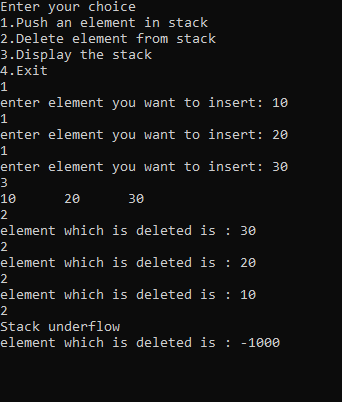 Enter your choice
1.Push an element in stack
2.Delete element from stack
3.Display the stack
4.Exit
1
enter element you want to insert: 10
1
enter element you want to insert: 20
1
enter element you want to insert: 30
3
10      20      30
2
element which is deleted is : 30
2
element which is deleted is : 20
2
element which is deleted is : 10
2
Stack underflow
element which is deleted is : -1000